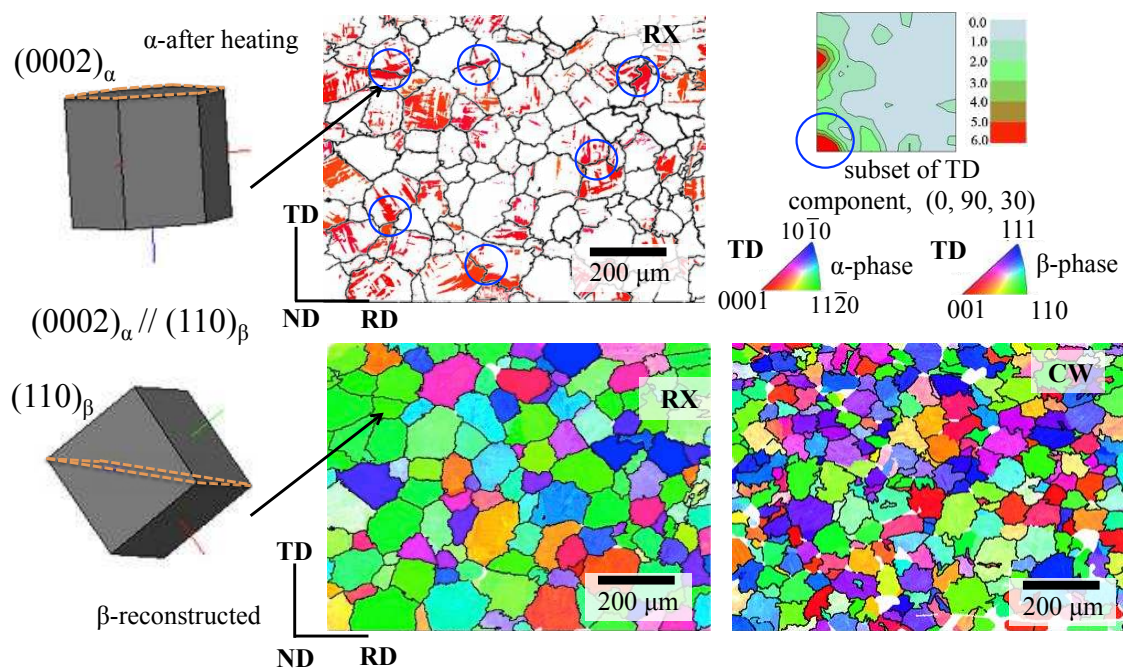 α-after heating
(0002)α
RX
TD
200 μm
ND RD
0.0
1.0
2.0
3.0
4.0
5.0
6.0
subset of TD
component, (0, 90, 30)
TD 101̅0 α-phase
0001 112̅0
TD 111 β-phase
001 110
(0002)α // (110)β
(110)β
RX
TD
200 μm
ND RD
β-reconstructed
CW
200 μm